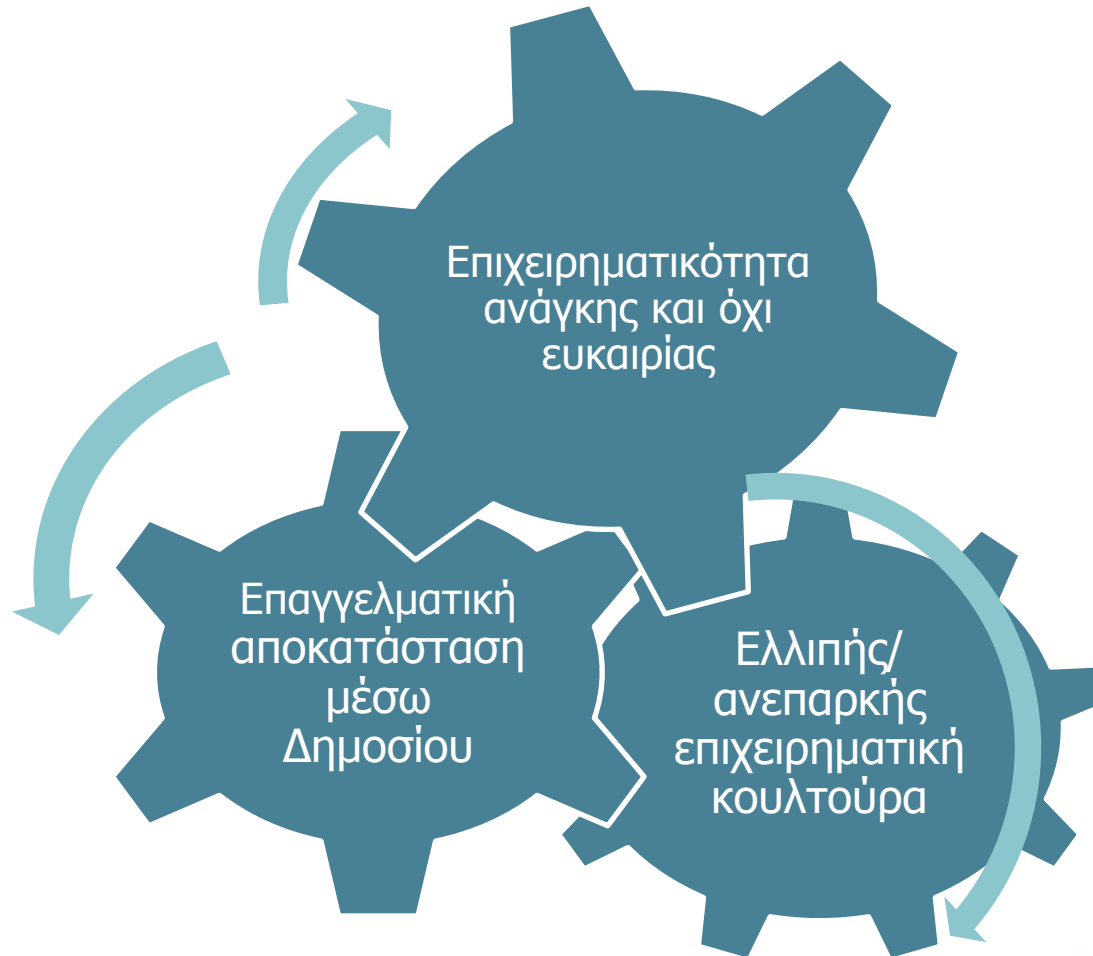 Επιχειρηματικότητα
ανάγκης και όχι
ευκαιρίας
Επαγγελματική
αποκατάσταση
μέσω
Δημοσίου
Ελλιπής/
ανεπαρκής
επιχειρηματική
κουλτούρα